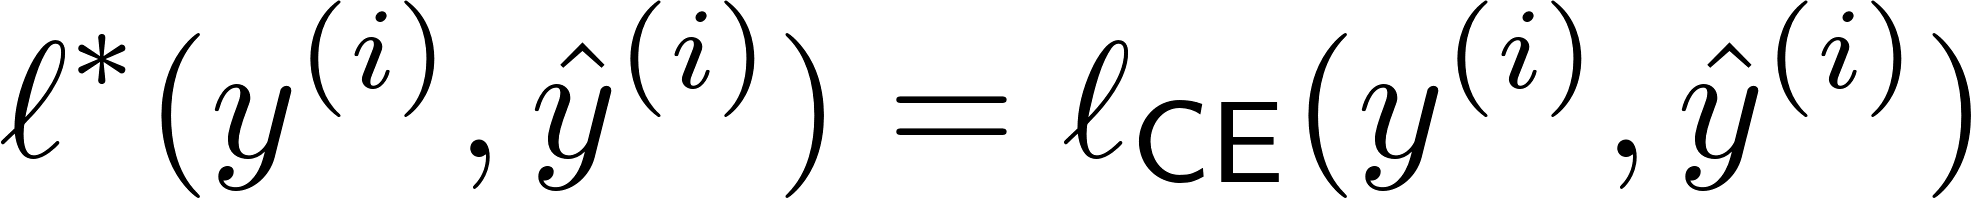 ℓ*(y^(i), ŷ^(i)) = ℓ_CE(y^(i), ŷ^(i))